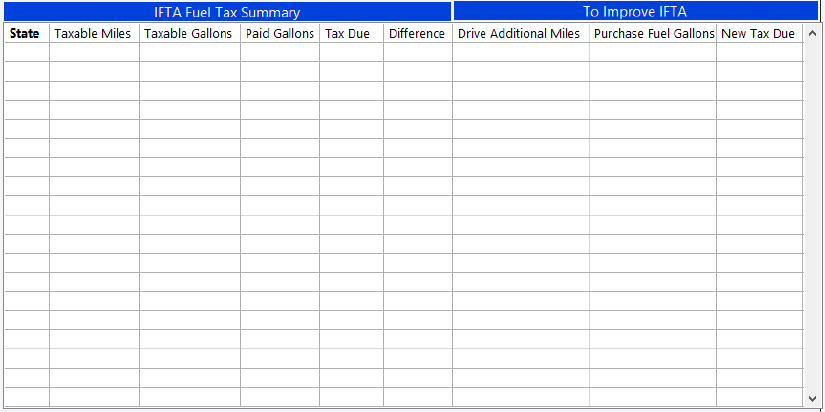 IFTA Fuel Tax Summary To Improve IFTA
State Taxable Miles Taxable Gallons Paid Gallons Tax Due Difference Drive Additional Miles Purchase Fuel Gallons New Tax Due